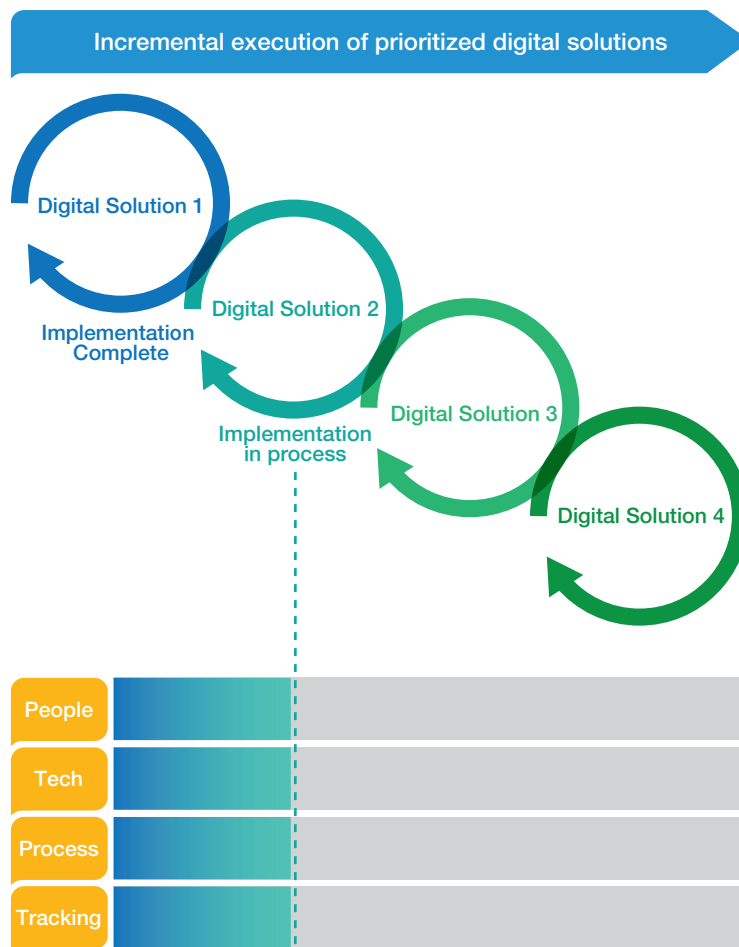 Incremental execution of prioritized digital solutions
Digital Solution 1
Implementation
Complete
Digital Solution 2
Implementation
in process
Digital Solution 3
Digital Solution 4
People
Tech
Process
Tracking